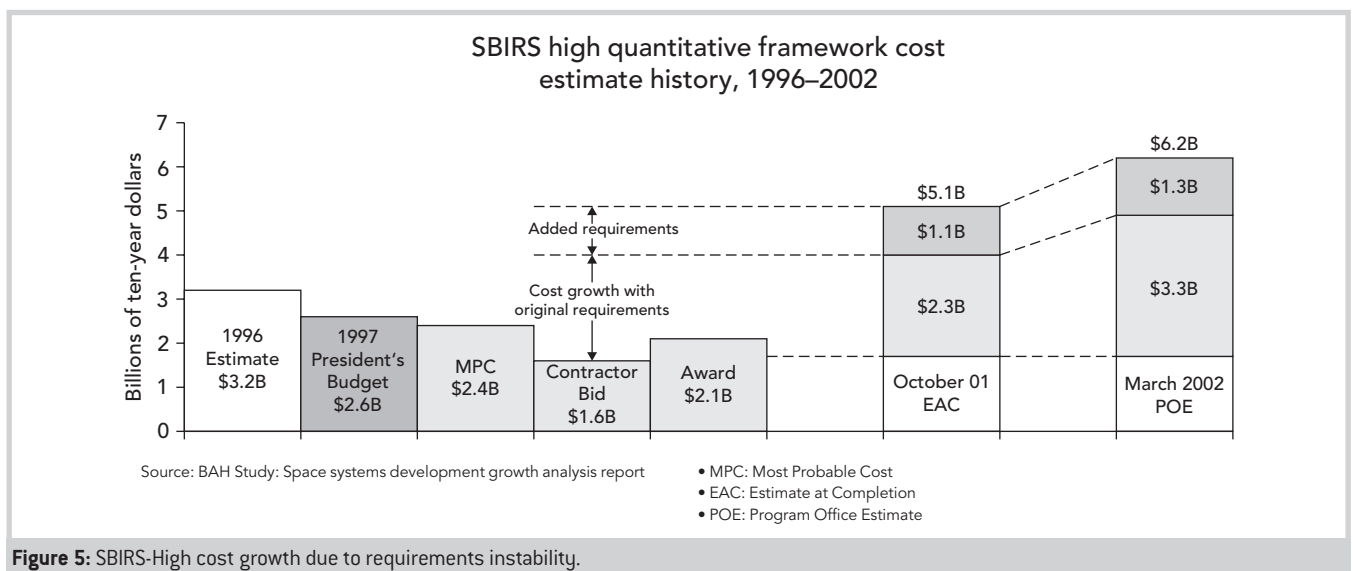 SBIRS high quantitative framework cost
estimate history, 1996–2002
Billions of ten-year dollars
7
6
5
4
3
2
1
0
1996
Estimate
$3.2B
1997
President's
Budget
$2.6B
MPC
$2.4B
Contractor
Bid
$1.6B
Award
$2.1B
Added requirements
Cost growth with
original requirements
$5.1B
$1.1B
$2.3B
October 01
EAC
$6.2B
$1.3B
$3.3B
March 2002
POE
Source: BAH Study: Space systems development growth analysis report
• MPC: Most Probable Cost
• EAC: Estimate at Completion
• POE: Program Office Estimate
Figure 5: SBIRS-High cost growth due to requirements instability.